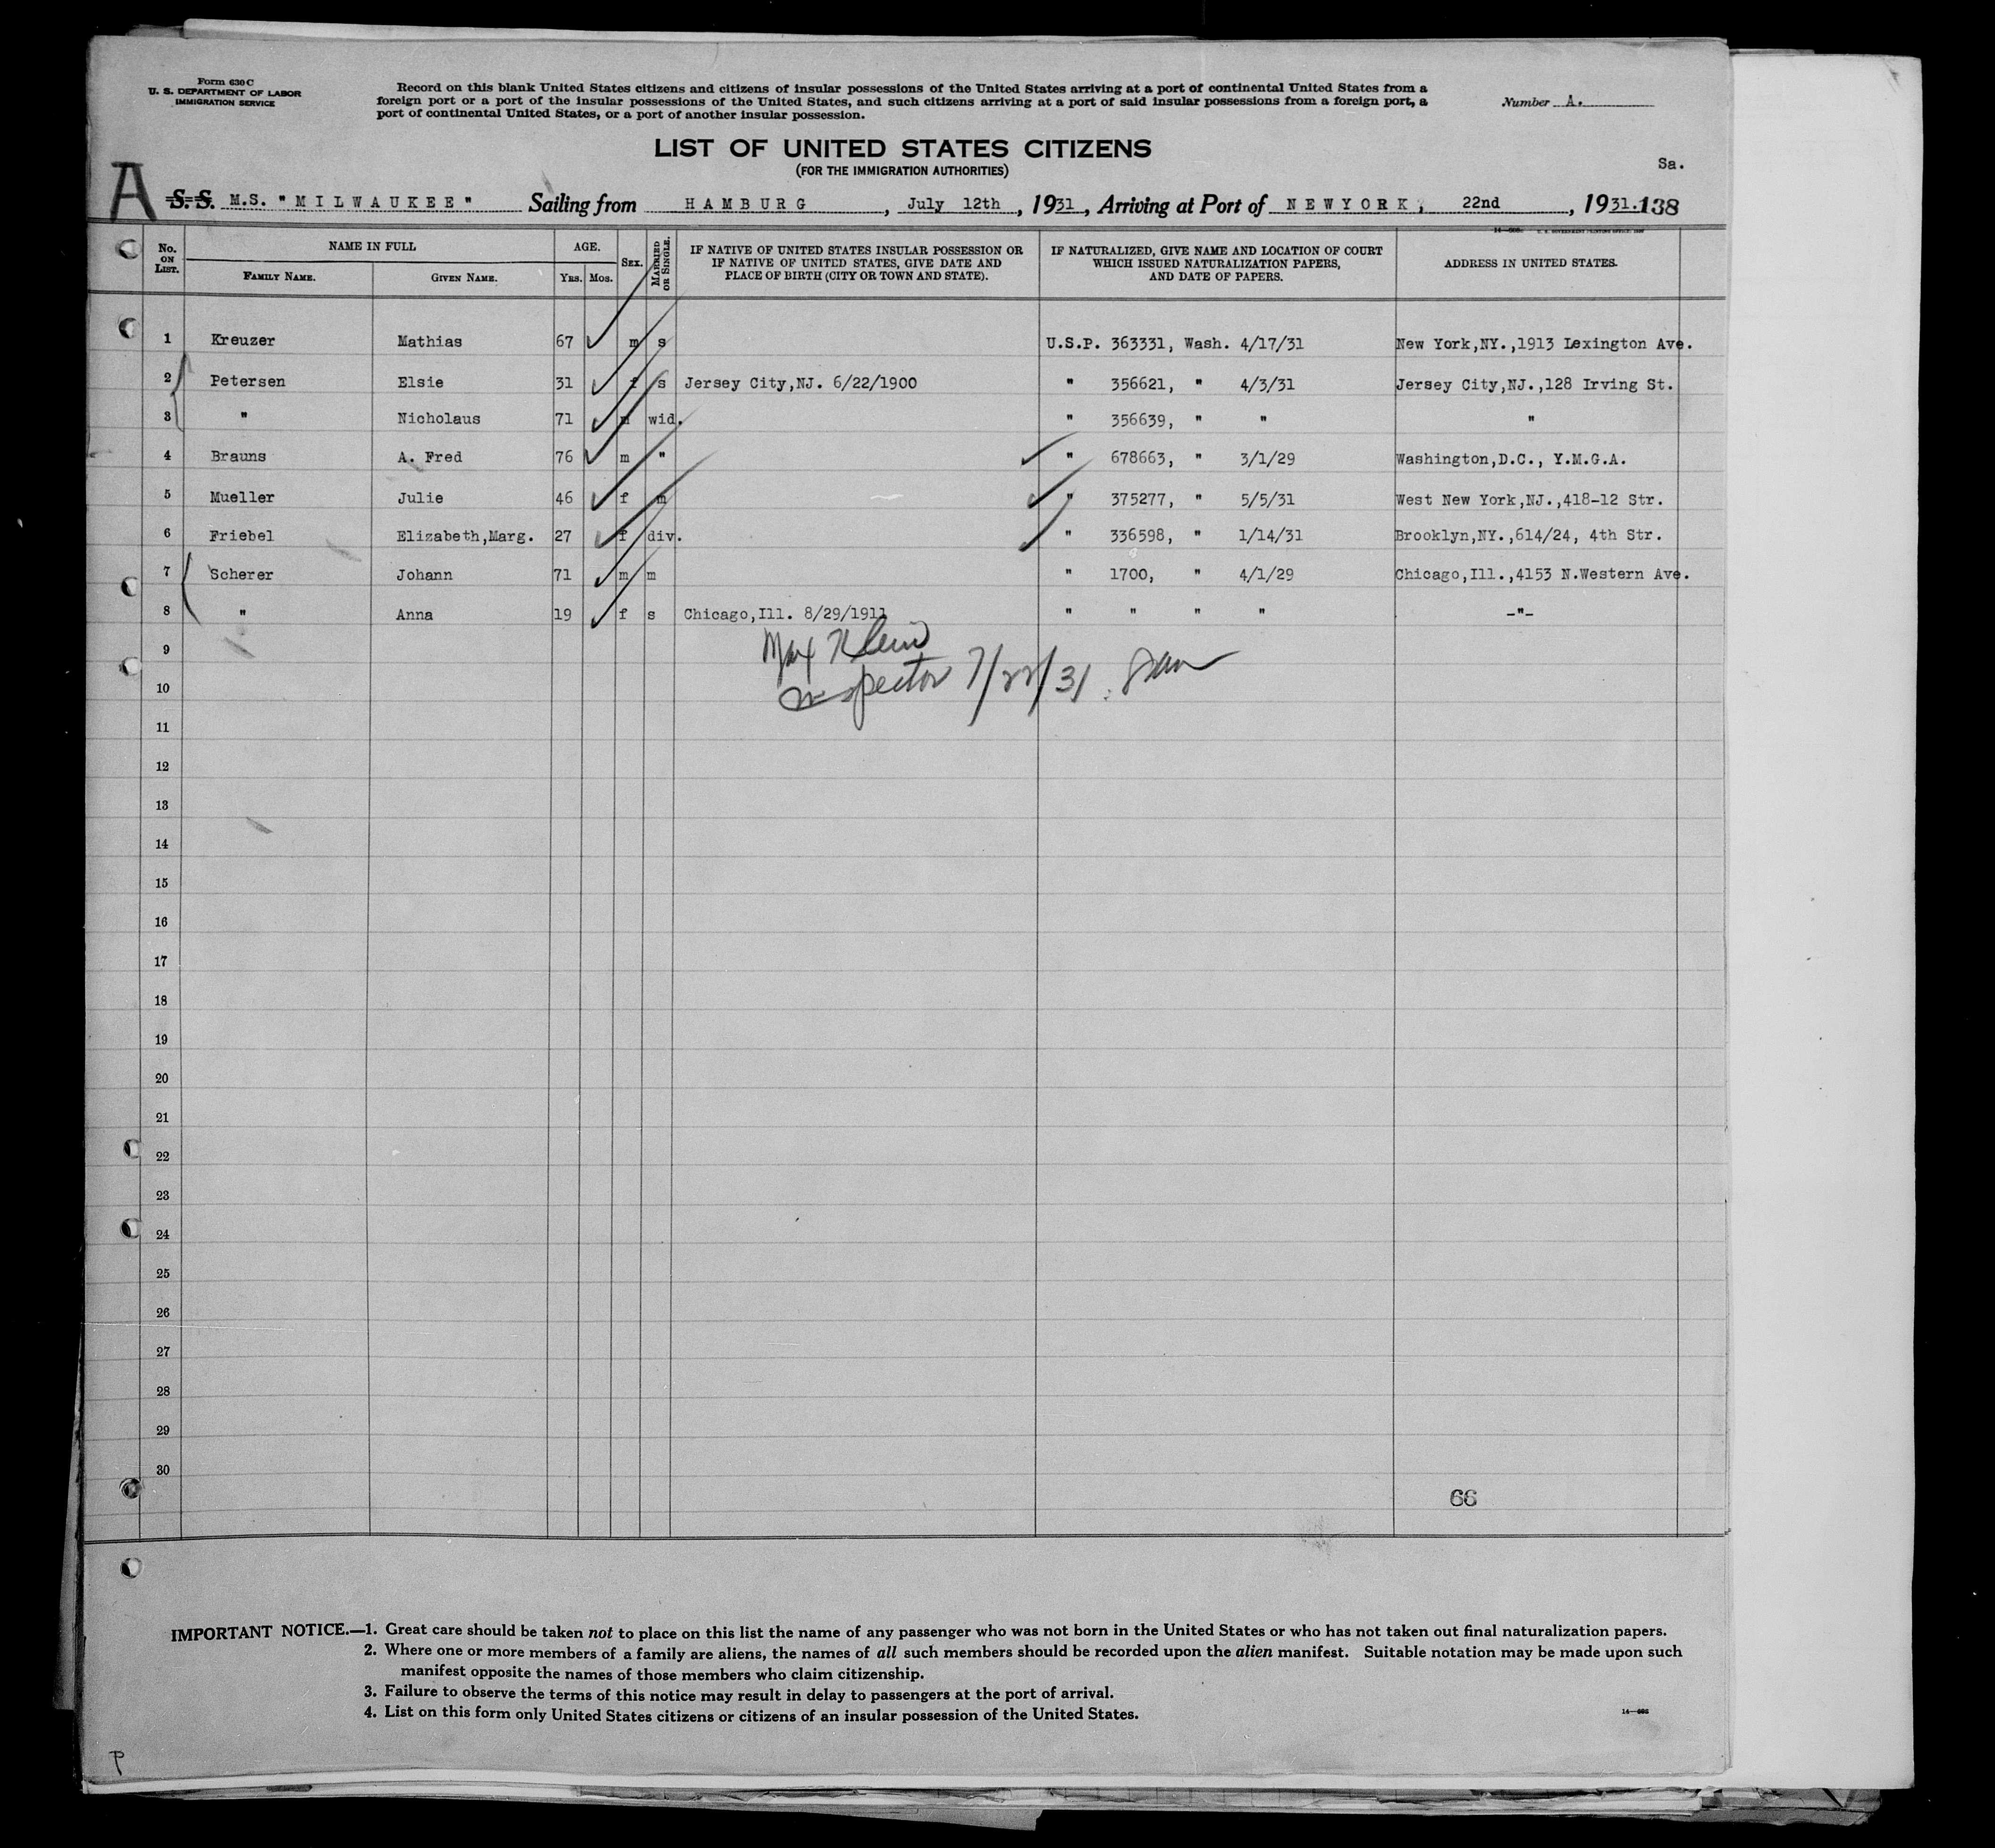 Form 630 C
U. S. DEPARTMENT OF LABOR
IMMIGRATION SERVICE
Record on this blank United States citizens and citizens of insular possessions of the United States arriving at a port of continental United States from a
foreign port or a port of the insular possessions of the United States, and such citizens arriving at a port of said insular possessions from a foreign port, a
port of continental United States, or a port of another insular possession.
Number A.
LIST OF UNITED STATES CITIZENS
(FOR THE IMMIGRATION AUTHORITIES)
Sa.
A S. S. M.S. "MILWAUKEE" Sailing from HAMBURG, July 12th, 1931, Arriving at Port of NEWYORK, 22nd, 1931. 138
No. ON LIST. NAME IN FULL AGE. SEX. MARRIED OR SINGLE. IF NATIVE OF UNITED STATES INSULAR POSSESSION OR IF NATIVE OF UNITED STATES, GIVE DATE AND PLACE OF BIRTH (CITY OR TOWN AND STATE). IF NATURALIZED, GIVE NAME AND LOCATION OF COURT WHICH ISSUED NATURALIZATION PAPERS, AND DATE OF PAPERS. ADDRESS IN UNITED STATES.
FAMILY NAME. GIVEN NAME. YRS. MOS.
1 Kreuzer Mathias 67 m s U.S.P. 363331, Wash. 4/17/31 New York,NY.,1913 Lexington Ave.
2 Petersen Elsie 31 f s Jersey City,NJ. 6/22/1900 " 356621, " 4/3/31 Jersey City,NJ.,128 Irving St.
3 " Nicholaus 71 m wid. " 356639, " " "
4 Brauns A. Fred 76 m " " 678663, " 3/1/29 Washington,D.C., Y.M.G.A.
5 Mueller Julie 46 f m " 375277, " 5/5/31 West New York,NJ.,418-12 Str.
6 Friebel Elizabeth,Marg. 27 f div. " 336598, " 1/14/31 Brooklyn,NY.,614/24, 4th Str.
7 Scherer Johann 71 m m " 1700, " 4/1/29 Chicago,Ill.,4153 N.Western Ave.
8 " Anna 19 f s Chicago,Ill. 8/29/1911 " " " " -"-
9 Max
10 Inspector 7/22/31
11
12
13
14
15
16
17
18
19
20
21
22
23
24
25
26
27
28
29
30
66
IMPORTANT NOTICE.—1. Great care should be taken not to place on this list the name of any passenger who was not born in the United States or who has not taken out final naturalization papers.
2. Where one or more members of a family are aliens, the names of all such members should be recorded upon the alien manifest. Suitable notation may be made upon such
manifest opposite the names of those members who claim citizenship.
3. Failure to observe the terms of this notice may result in delay to passengers at the port of arrival.
4. List on this form only United States citizens or citizens of an insular possession of the United States.
P